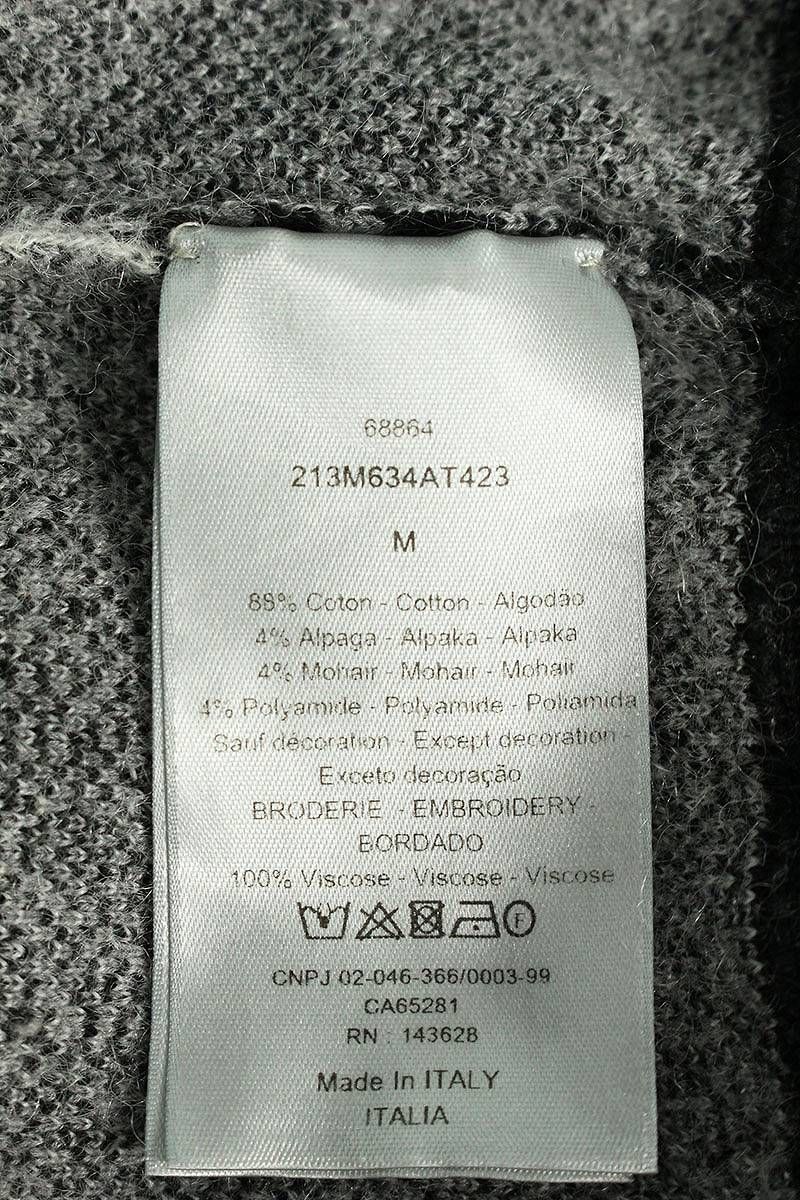 68864
213M634AT423
M
88% Coton - Cotton - Algodão
4% Alpaga - Alpaka - Alpaka
4% Mohair - Mohair - Mohair
4% Polyamide - Polyamide - Poliamida
Sauf décoration - Except decoration -
Exceto decoração
BRODERIE - EMBROIDERY -
BORDADO
100% Viscose - Viscose - Viscose
F
CNPJ 02-046-366/0003-99
CA65281
RN : 143628
Made In ITALY
ITALIA